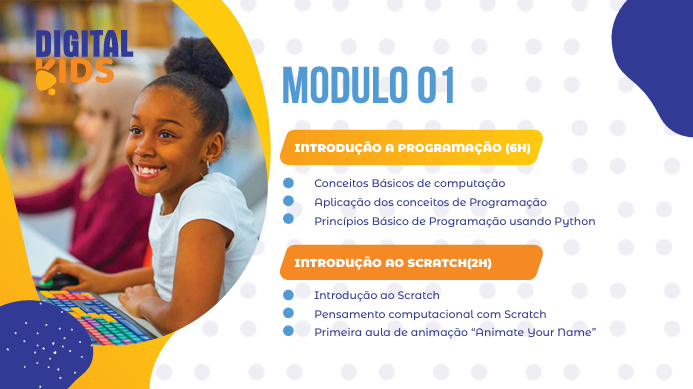 DIGITAL
KIDS
MODULO 01
INTRODUÇÃO A PROGRAMAÇÃO (6H)
Conceitos Básicos de computação
Aplicação dos conceitos de Programação
Princípios Básico de Programação usando Python
INTRODUÇÃO AO SCRATCH(2H)
Introdução ao Scratch
Pensamento computacional com Scratch
Primeira aula de animação “Animate Your Name”